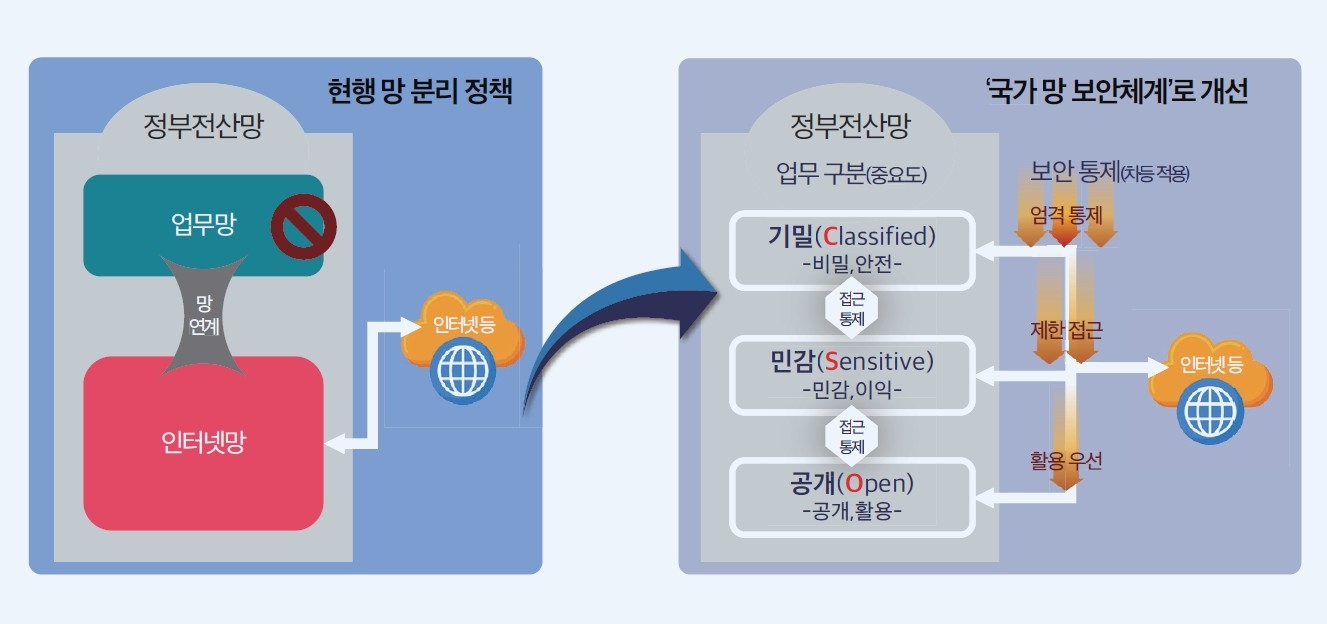 현행 망 분리 정책
정부전산망
업무망
망
연계
인터넷망
인터넷 등
'국가 망 보안체계'로 개선
정부전산망
업무 구분(중요도)
보안 통제(차등 적용)
엄격 통제
기밀(Classified)
-비밀,안전-
접근
통제
제한 접근
민감(Sensitive)
-민감,이익-
인터넷 등
접근
통제
활용 우선
공개(Open)
-공개,활용-